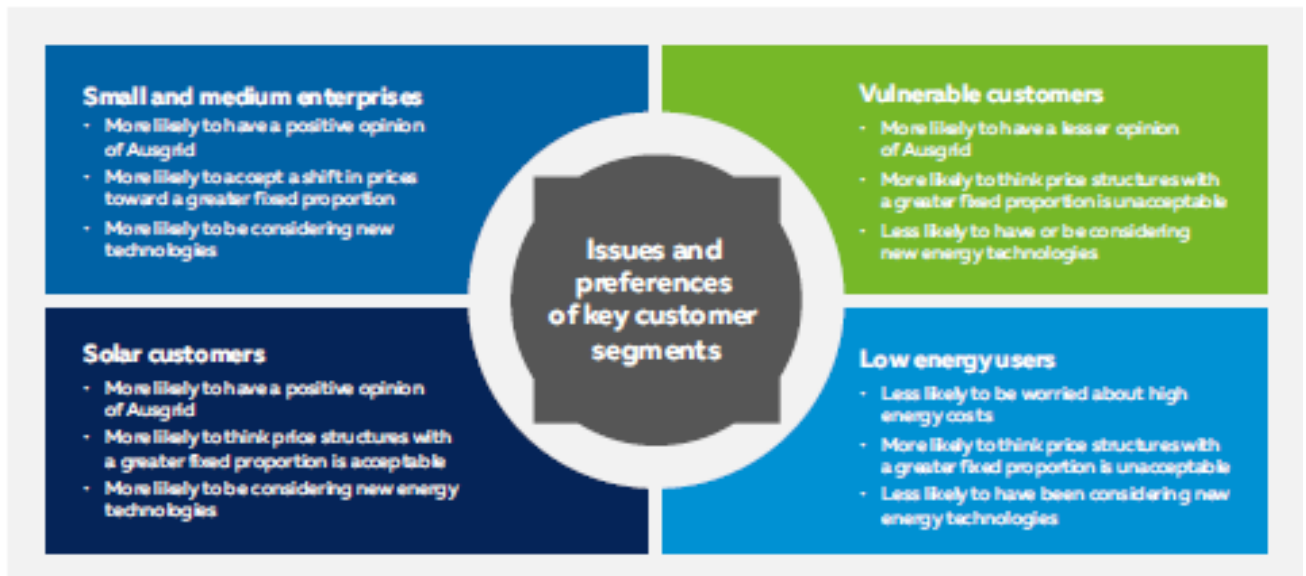 Small and medium enterprises
• More likely to have a positive opinion
of Ausgrid
• More likely to accept a shift in prices
toward a greater fixed proportion
• More likely to be considering new
technologies
Vulnerable customers
• More likely to have a lesser opinion
of Ausgrid
• More likely to think price structures with
a greater fixed proportion is unacceptable
• Less likely to have or be considering
new energy technologies
Issues and
preferences
of key customer
segments
Solar customers
• More likely to have a positive opinion
of Ausgrid
• More likely to think price structures with
a greater fixed proportion is acceptable
• More likely to be considering new energy
technologies
Low energy users
• Less likely to be worried about high
energy costs
• More likely to think price structures with
a greater fixed proportion is unacceptable
• Less likely to have been considering new
energy technologies